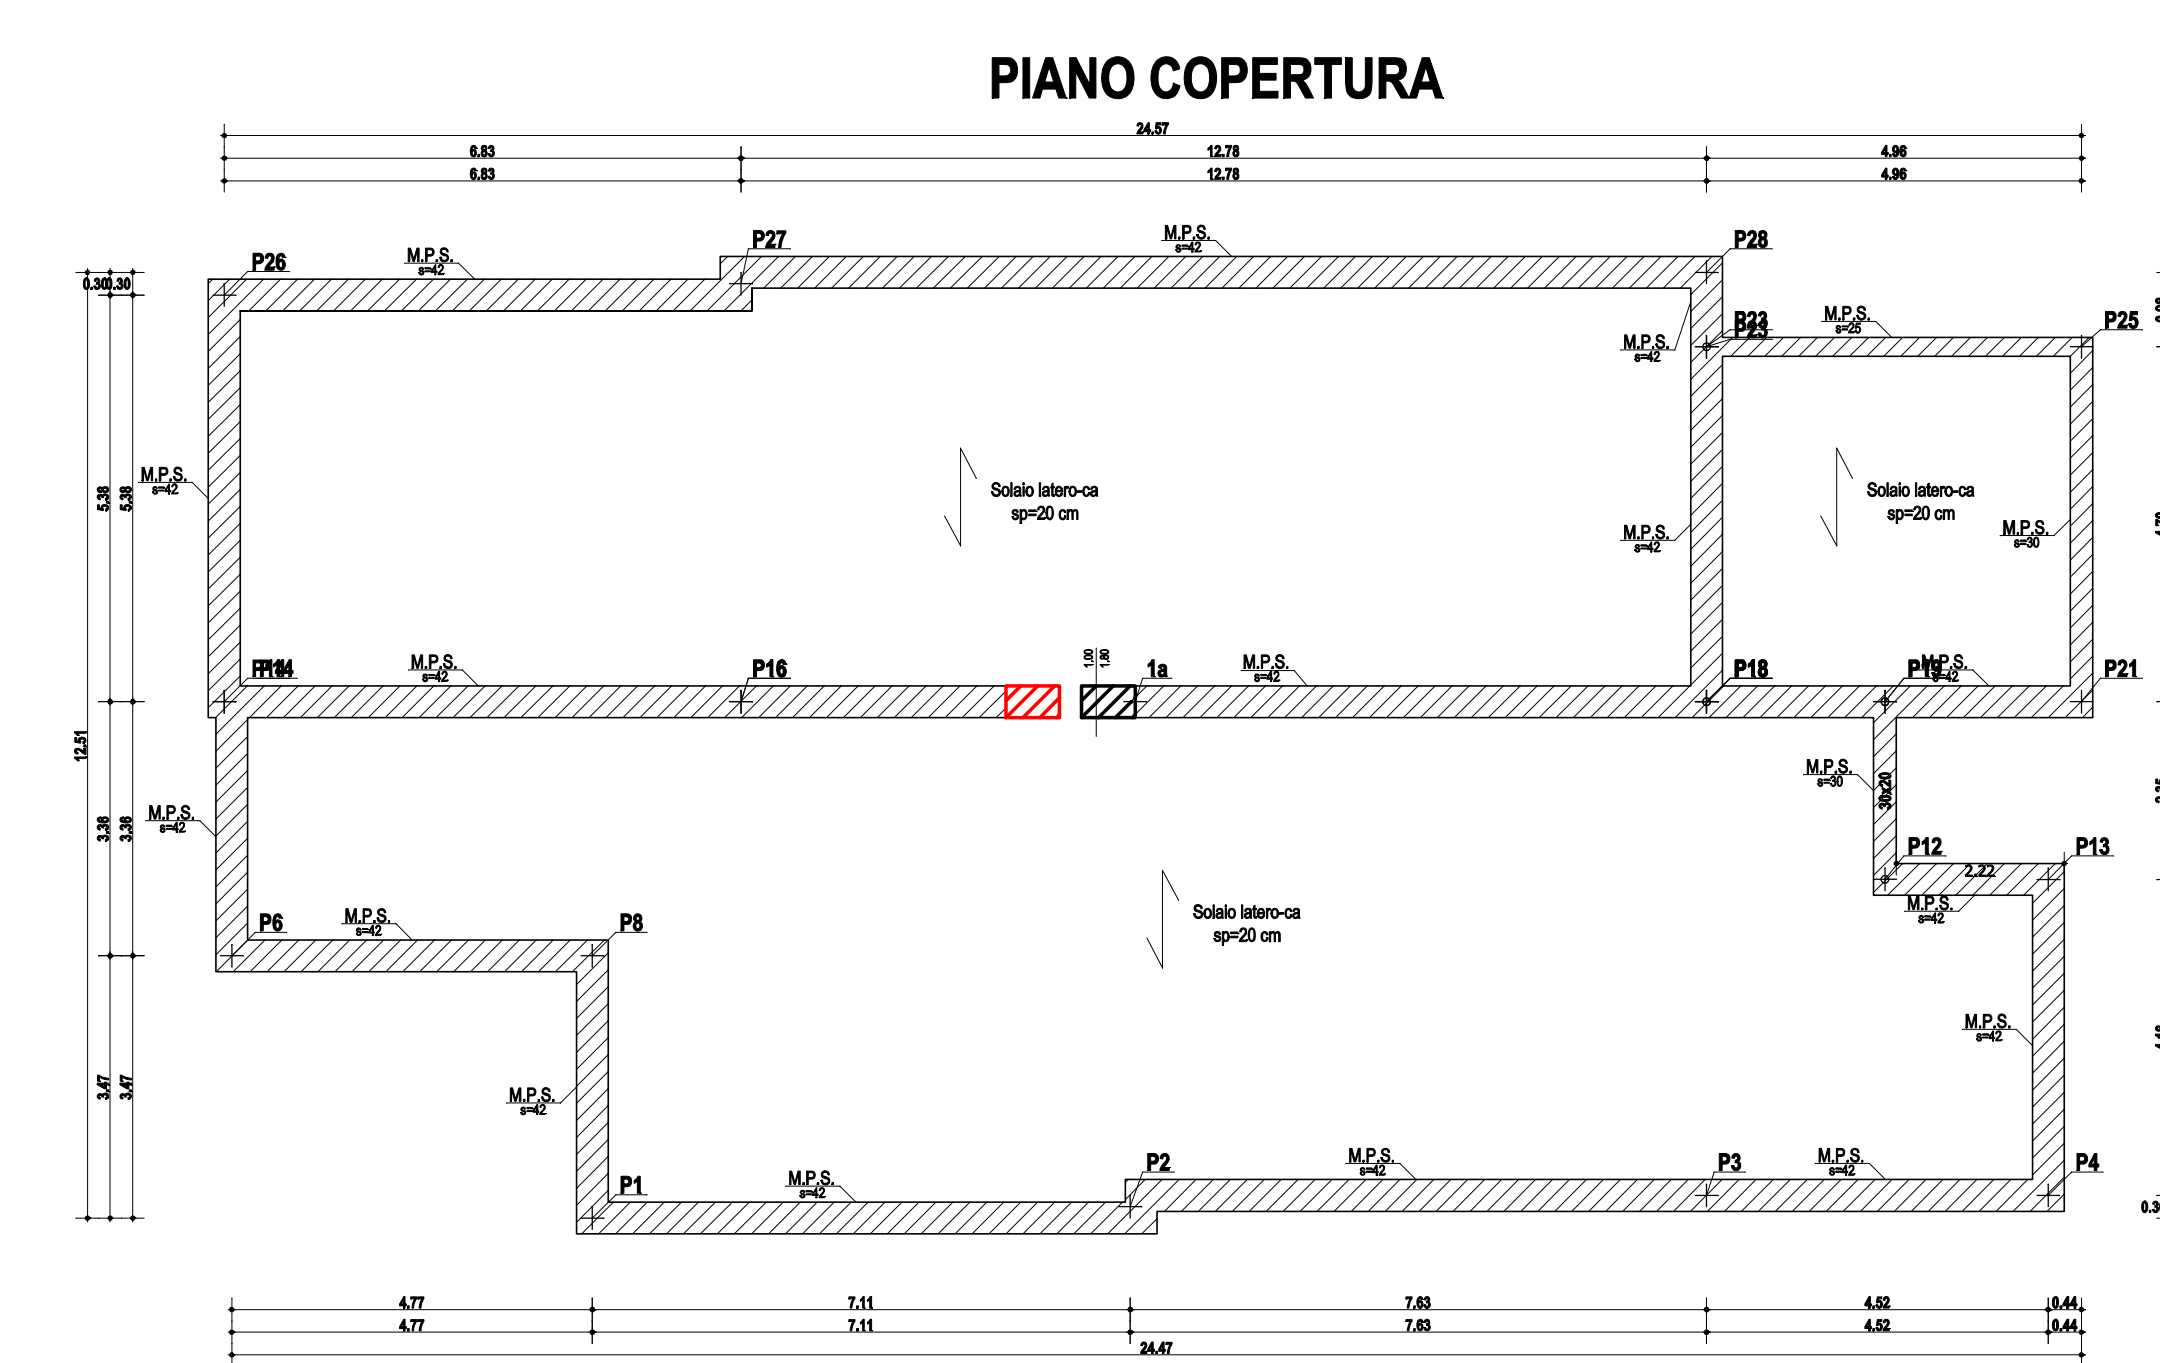 PIANO COPERTURA
24.57
6.83
12.78
4.96
6.83
12.78
4.96
P26
M.P.S.
s=42
P27
M.P.S.
s=42
P28
0.30
0.30
P23
P23
M.P.S.
s=42
M.P.S.
s=25
P25
M.P.S.
s=42
5.38
5.38
Solaio latero-ca
sp=20 cm
M.P.S.
s=42
Solaio latero-ca
sp=20 cm
M.P.S.
s=30
P14
M.P.S.
s=42
P16
1.00
1.80
1a
M.P.S.
s=42
P18
P19
M.P.S.
s=42
P21
12.51
3.36
3.36
M.P.S.
s=42
M.P.S.
s=30
30x20
P12
P13
2.22
M.P.S.
s=42
P6
M.P.S.
s=42
P8
Solaio latero-ca
sp=20 cm
3.47
3.47
M.P.S.
s=42
M.P.S.
s=42
P1
M.P.S.
s=42
P2
M.P.S.
s=42
P3
M.P.S.
s=42
P4
4.77
7.11
7.63
4.52
0.44
4.77
7.11
7.63
4.52
0.44
24.47